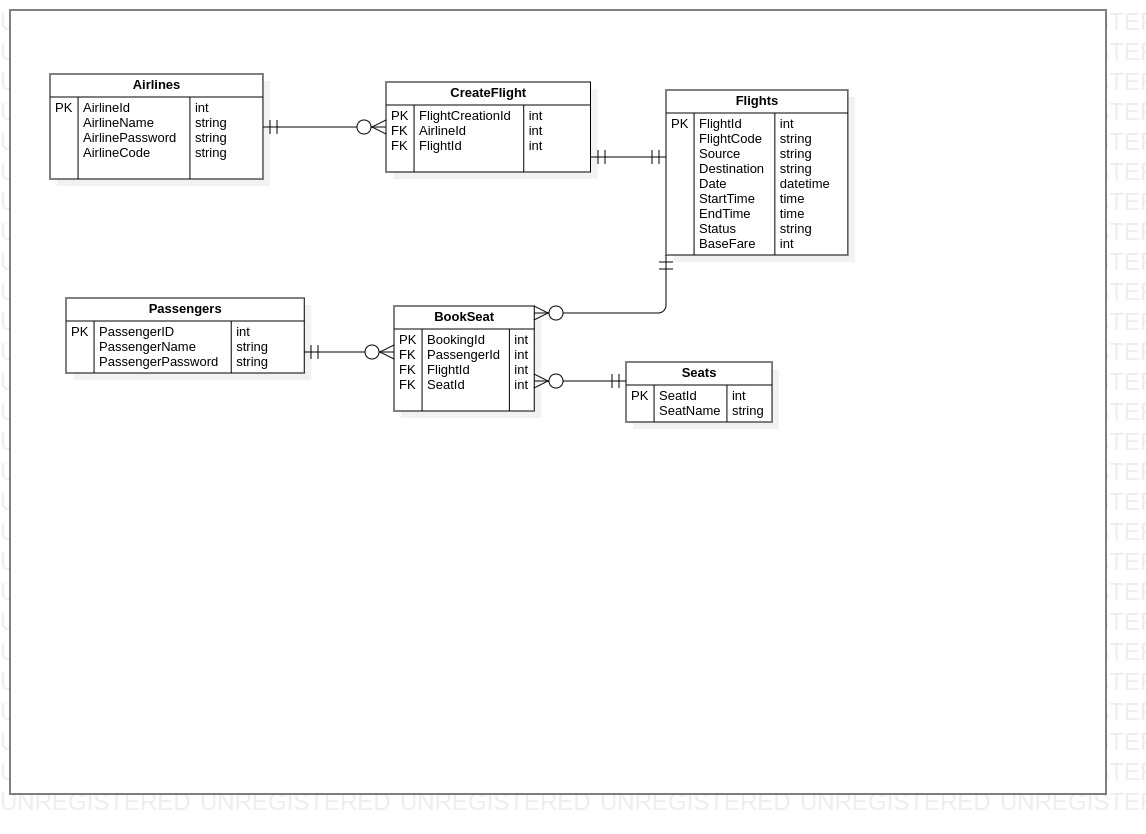 Airlines
PK AirlineId int
AirlineName string
AirlinePassword string
AirlineCode string
CreateFlight
PK FlightCreationId int
FK AirlineId int
FK FlightId int
Flights
PK FlightId int
FlightCode string
Source string
Destination string
Date datetime
StartTime time
EndTime time
Status string
BaseFare int
Passengers
PK PassengerID int
PassengerName string
PassengerPassword string
BookSeat
PK BookingId int
FK PassengerId int
FK FlightId int
FK SeatId int
Seats
PK SeatId int
SeatName string
UNREGISTERED UNREGISTERED UNREGISTERED UNREGISTERED UNREGISTERED